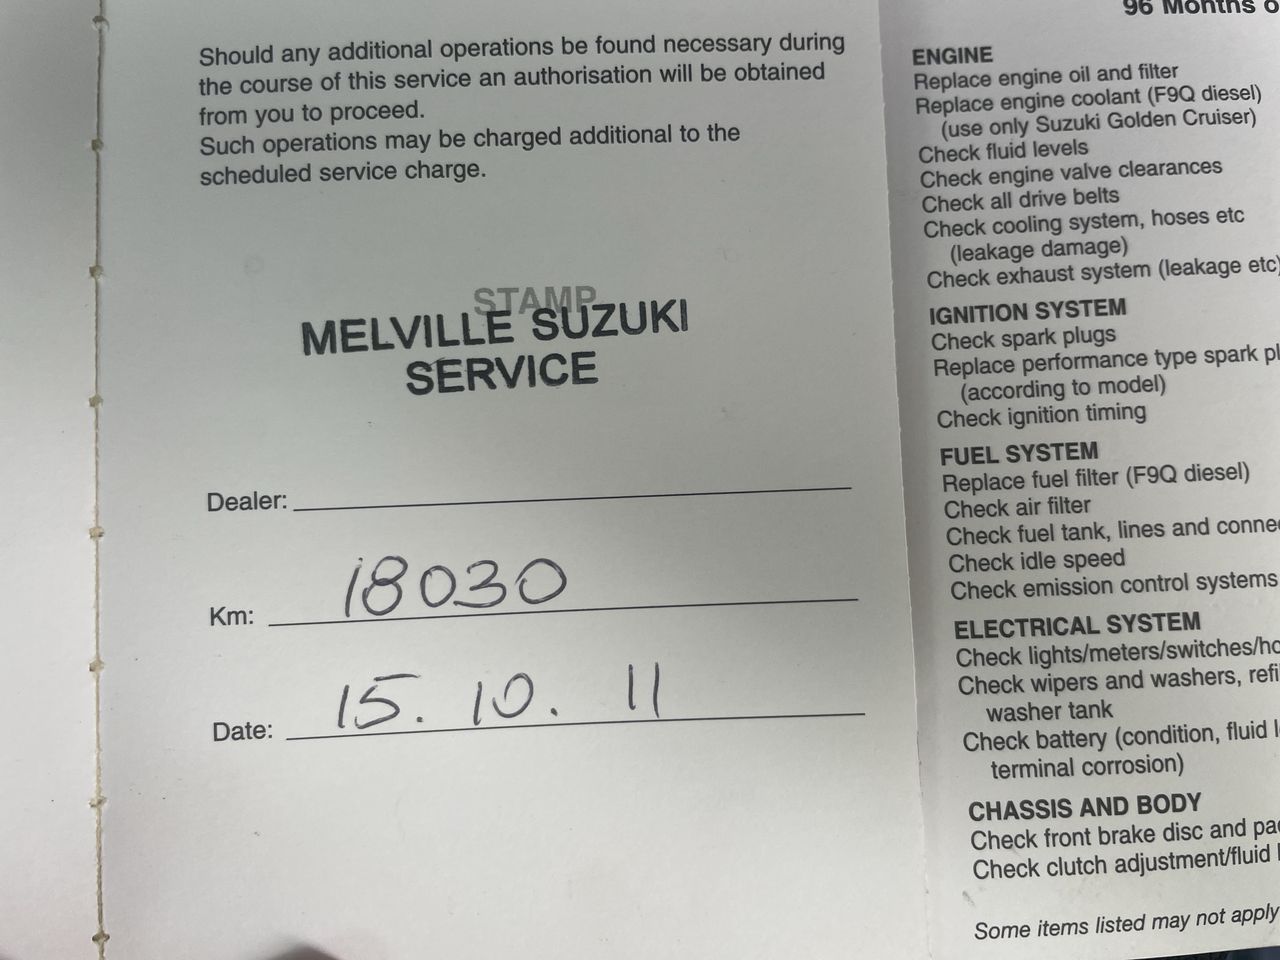 Should any additional operations be found necessary during
the course of this service an authorisation will be obtained
from you to proceed.
Such operations may be charged additional to the
scheduled service charge.
STAMP
MELVILLE SUZUKI
SERVICE
Dealer:
Km: 18030
Date: 15. 10. 11
96 Months o
ENGINE
Replace engine oil and filter
Replace engine coolant (F9Q diesel)
(use only Suzuki Golden Cruiser)
Check fluid levels
Check engine valve clearances
Check all drive belts
Check cooling system, hoses etc
(leakage damage)
Check exhaust system (leakage etc)
IGNITION SYSTEM
Check spark plugs
Replace performance type spark pl
(according to model)
Check ignition timing
FUEL SYSTEM
Replace fuel filter (F9Q diesel)
Check air filter
Check fuel tank, lines and conne
Check idle speed
Check emission control systems
ELECTRICAL SYSTEM
Check lights/meters/switches/ho
Check wipers and washers, refi
washer tank
Check battery (condition, fluid l
terminal corrosion)
CHASSIS AND BODY
Check front brake disc and pa
Check clutch adjustment/fluid l
Some items listed may not apply